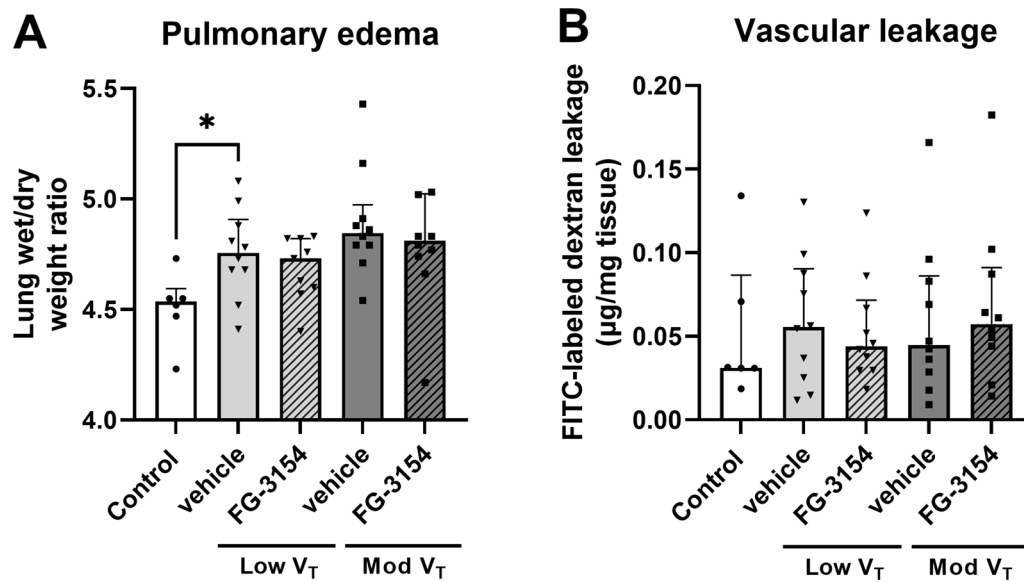 A
Pulmonary edema
Lung wet/dry
weight ratio
5.5
5.0
4.5
4.0
*
Control
vehicle
FG-3154
vehicle
FG-3154
Low VT
Mod VT
B
Vascular leakage
FITC-labeled dextran leakage
(µg/mg tissue)
0.20
0.15
0.10
0.05
0.00
Control
vehicle
FG-3154
vehicle
FG-3154
Low VT
Mod VT